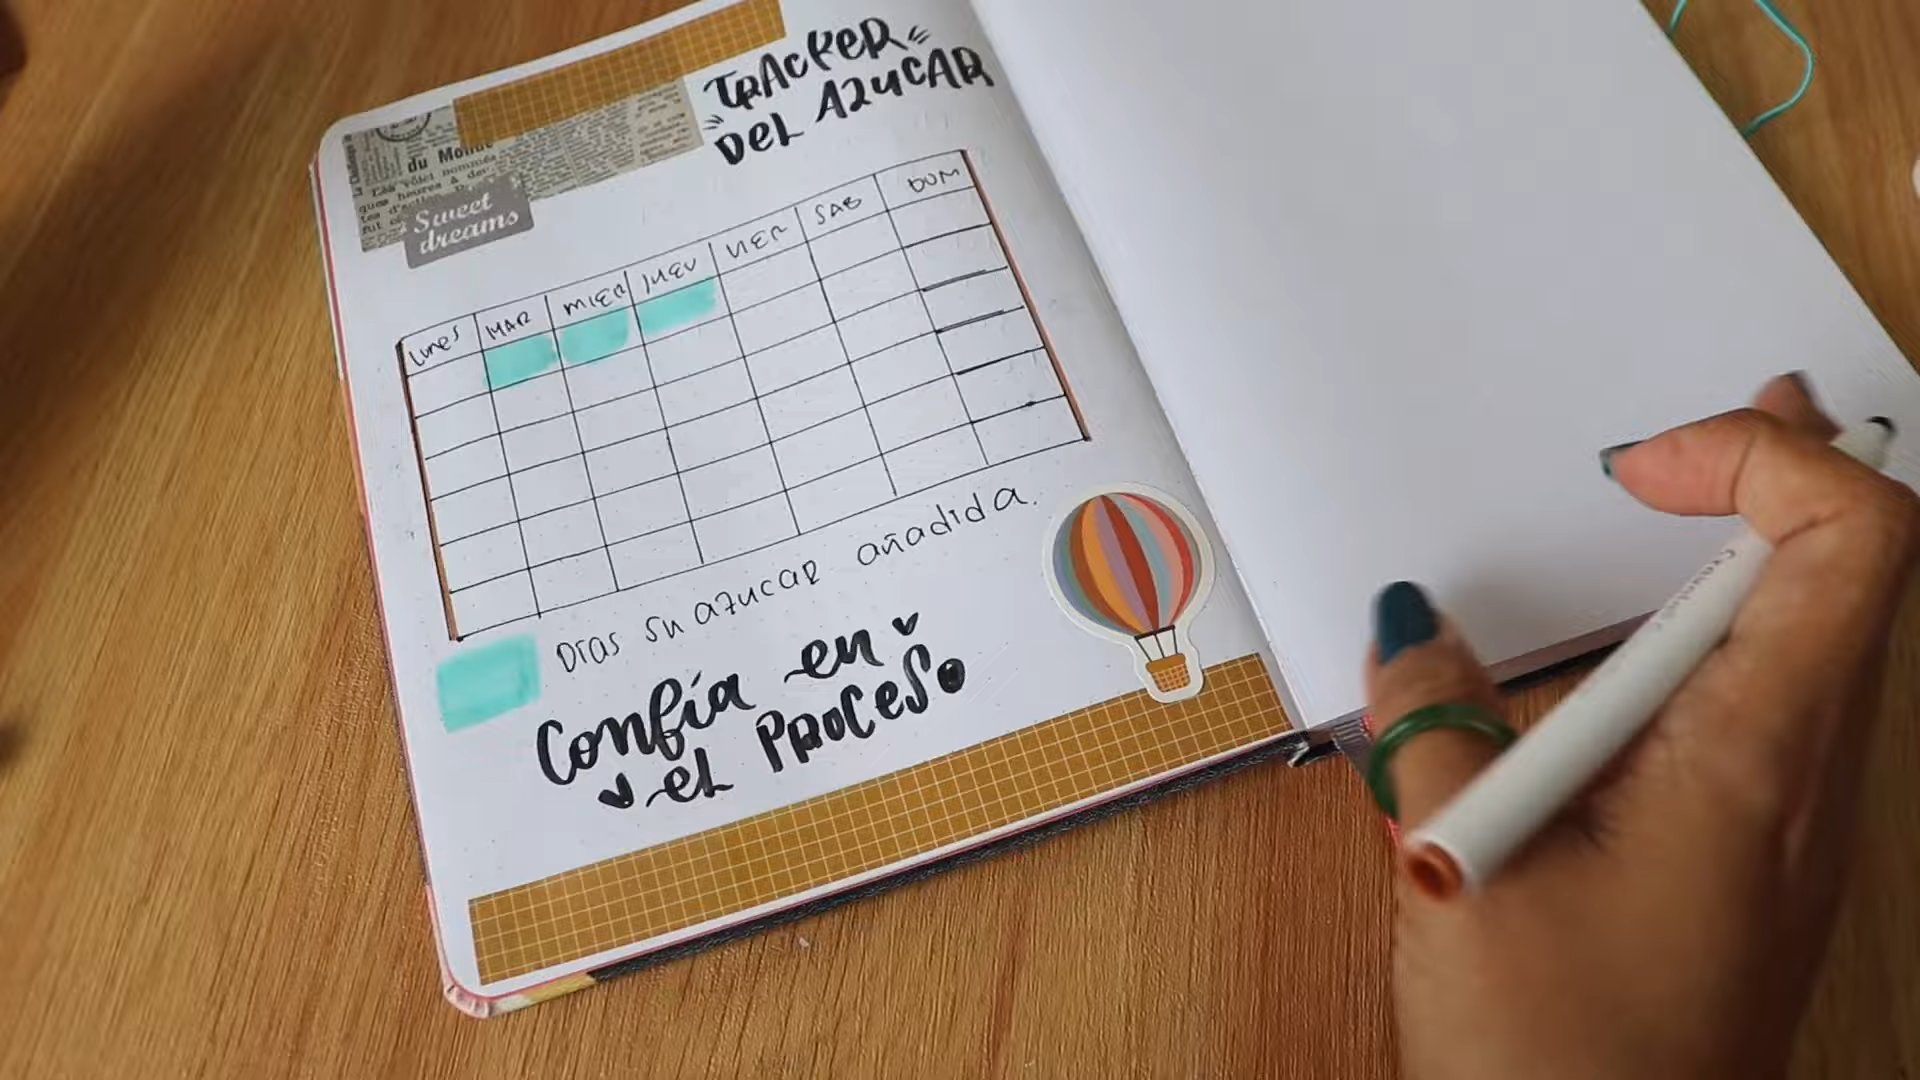 TRACKER
DEL AZUCAR
du Monde
Sweet
dreams
lunes MAR MIER JUEV VIER SAB DOM
Días sin azucar añadida.
Confía en
el Proceso